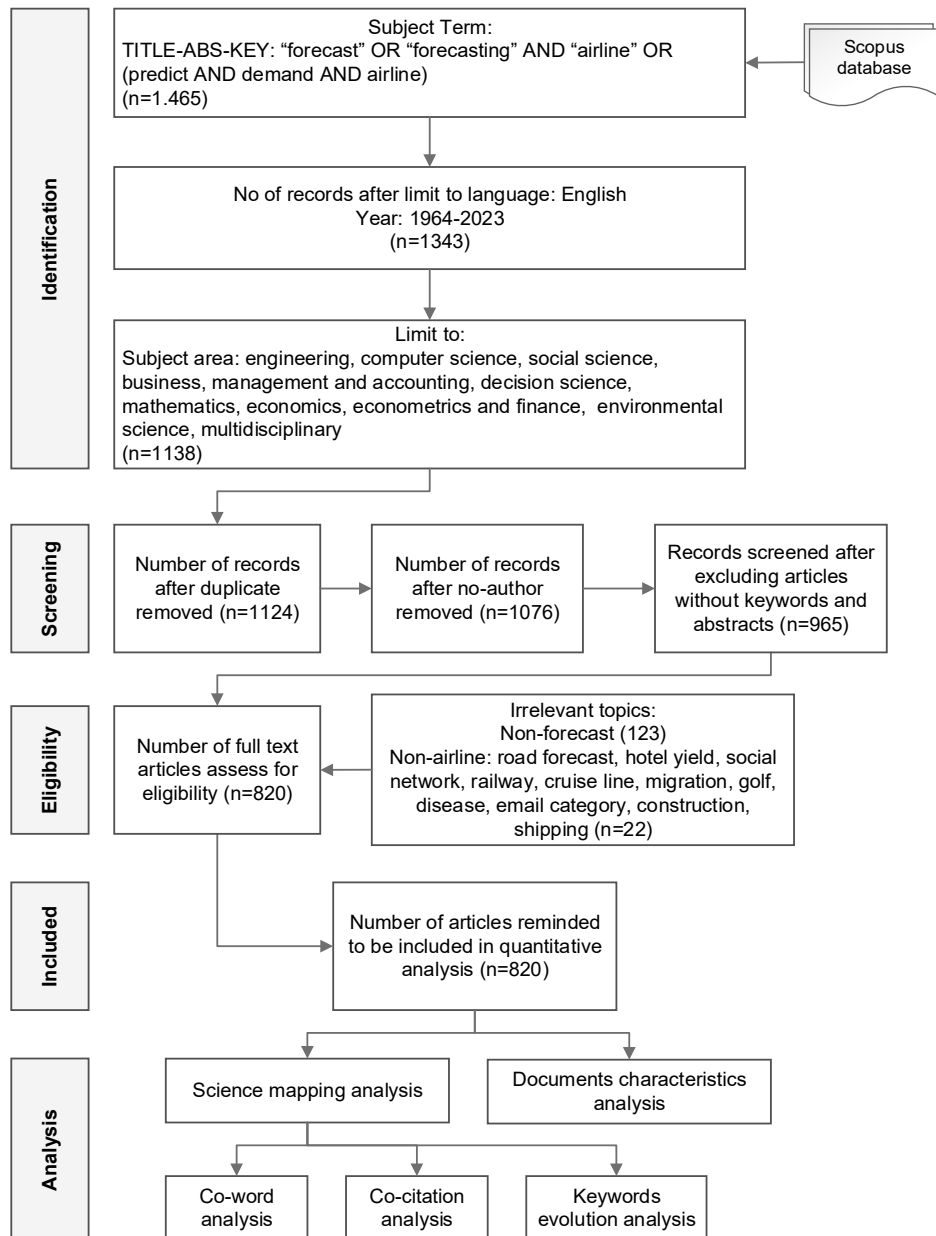 Subject Term:
TITLE-ABS-KEY: “forecast” OR “forecasting” AND “airline” OR
(predict AND demand AND airline)
(n=1.465)
Scopus
database
Identification
No of records after limit to language: English
Year: 1964-2023
(n=1343)
Limit to:
Subject area: engineering, computer science, social science,
business, management and accounting, decision science,
mathematics, economics, econometrics and finance, environmental
science, multidisciplinary
(n=1138)
Screening
Number of records
after duplicate
removed (n=1124)
Number of records
after no-author
removed (n=1076)
Records screened after
excluding articles
without keywords and
abstracts (n=965)
Eligibility
Number of full text
articles assess for
eligibility (n=820)
Irrelevant topics:
Non-forecast (123)
Non-airline: road forecast, hotel yield, social
network, railway, cruise line, migration, golf,
disease, email category, construction,
shipping (n=22)
Included
Number of articles reminded
to be included in quantitative
analysis (n=820)
Analysis
Science mapping analysis
Documents characteristics
analysis
Co-word
analysis
Co-citation
analysis
Keywords
evolution analysis